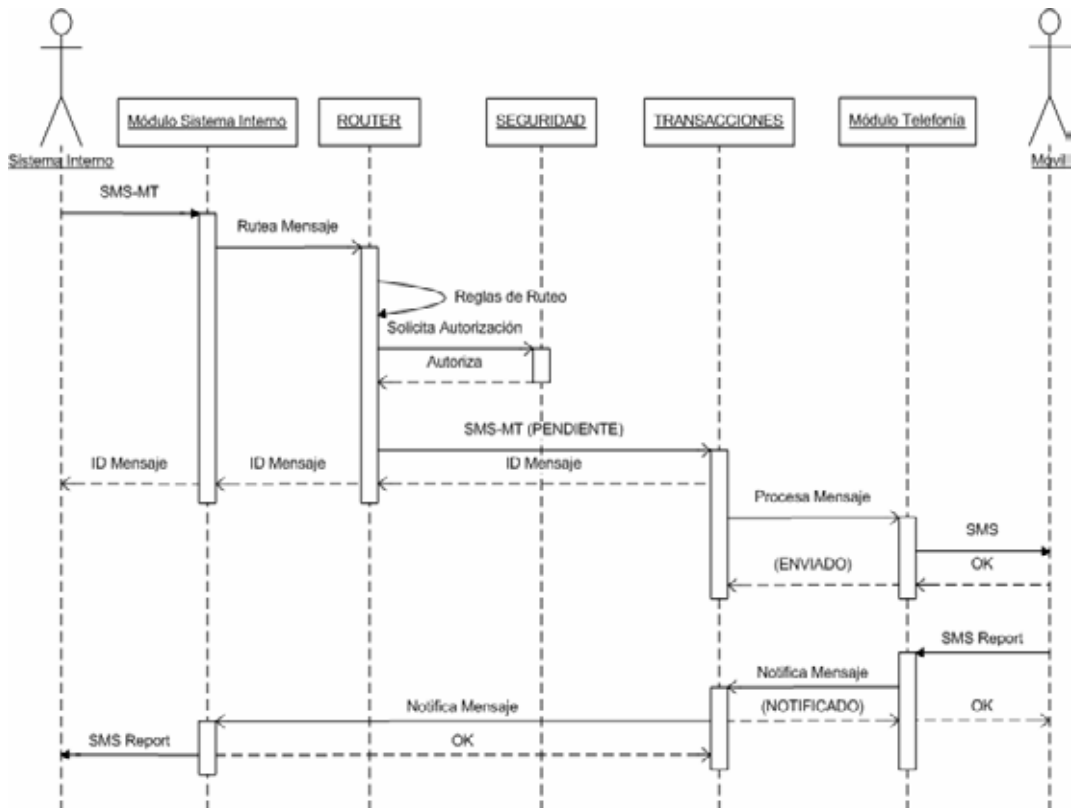 Módulo Sistema Interno
ROUTER
SEGURIDAD
TRANSACCIONES
Módulo Telefonía
Sistema Interno
Movil
SMS-MT
Rutea Mensaje
Reglas de Ruteo
Solicita Autorización
Autoriza
SMS-MT (PENDIENTE)
ID Mensaje
ID Mensaje
ID Mensaje
Procesa Mensaje
SMS
(ENVIADO)
OK
SMS Report
Notifica Mensaje
Notifica Mensaje
(NOTIFICADO)
OK
SMS Report
OK